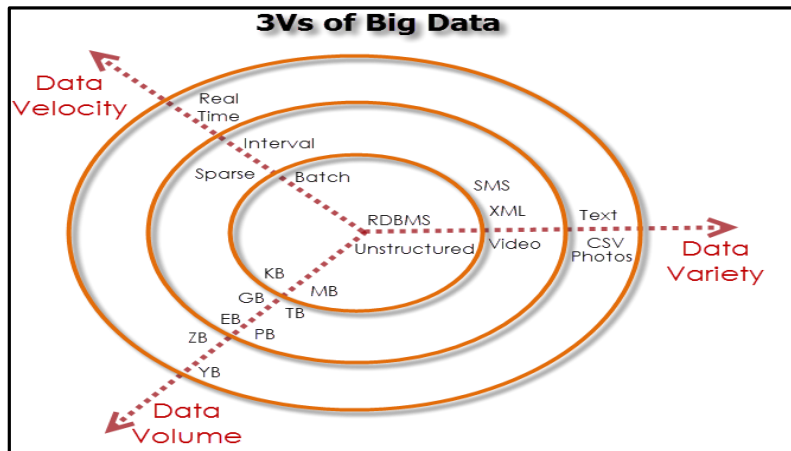 3Vs of Big Data
Data
Velocity
Real
Time
Interval
Sparse
Batch
SMS
RDBMS
XML
Text
Unstructured
Video
CSV
Photos
Data
Variety
KB
MB
GB
TB
EB
PB
ZB
YB
Data
Volume